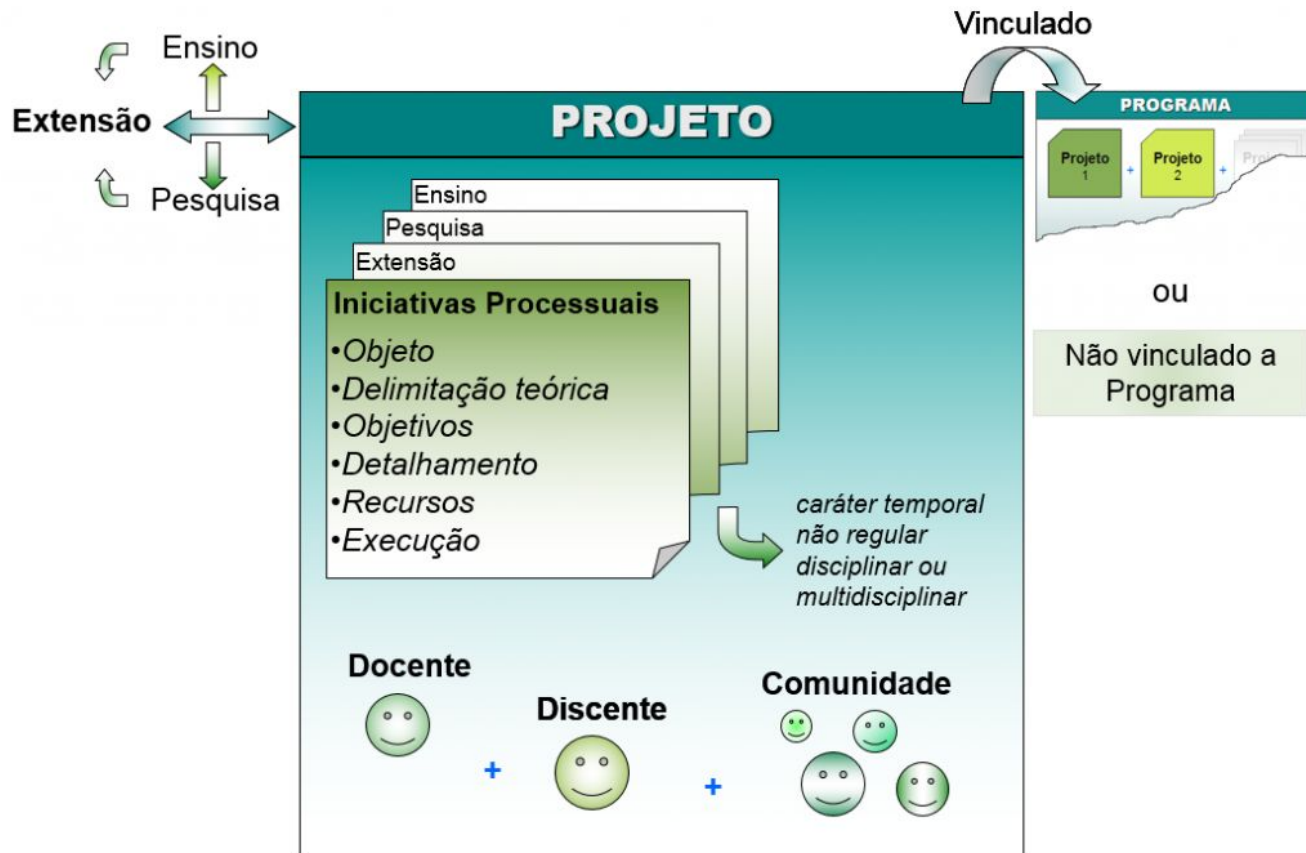 Ensino
Extensão
Pesquisa
Vinculado
PROJETO
Ensino
Pesquisa
Extensão
Iniciativas Processuais
•Objeto
•Delimitação teórica
•Objetivos
•Detalhamento
•Recursos
•Execução
caráter temporal
não regular
disciplinar ou
multidisciplinar
Docente
+
Discente
+
Comunidade
PROGRAMA
Projeto
1
+
Projeto
2
+
ou
Não vinculado a
Programa